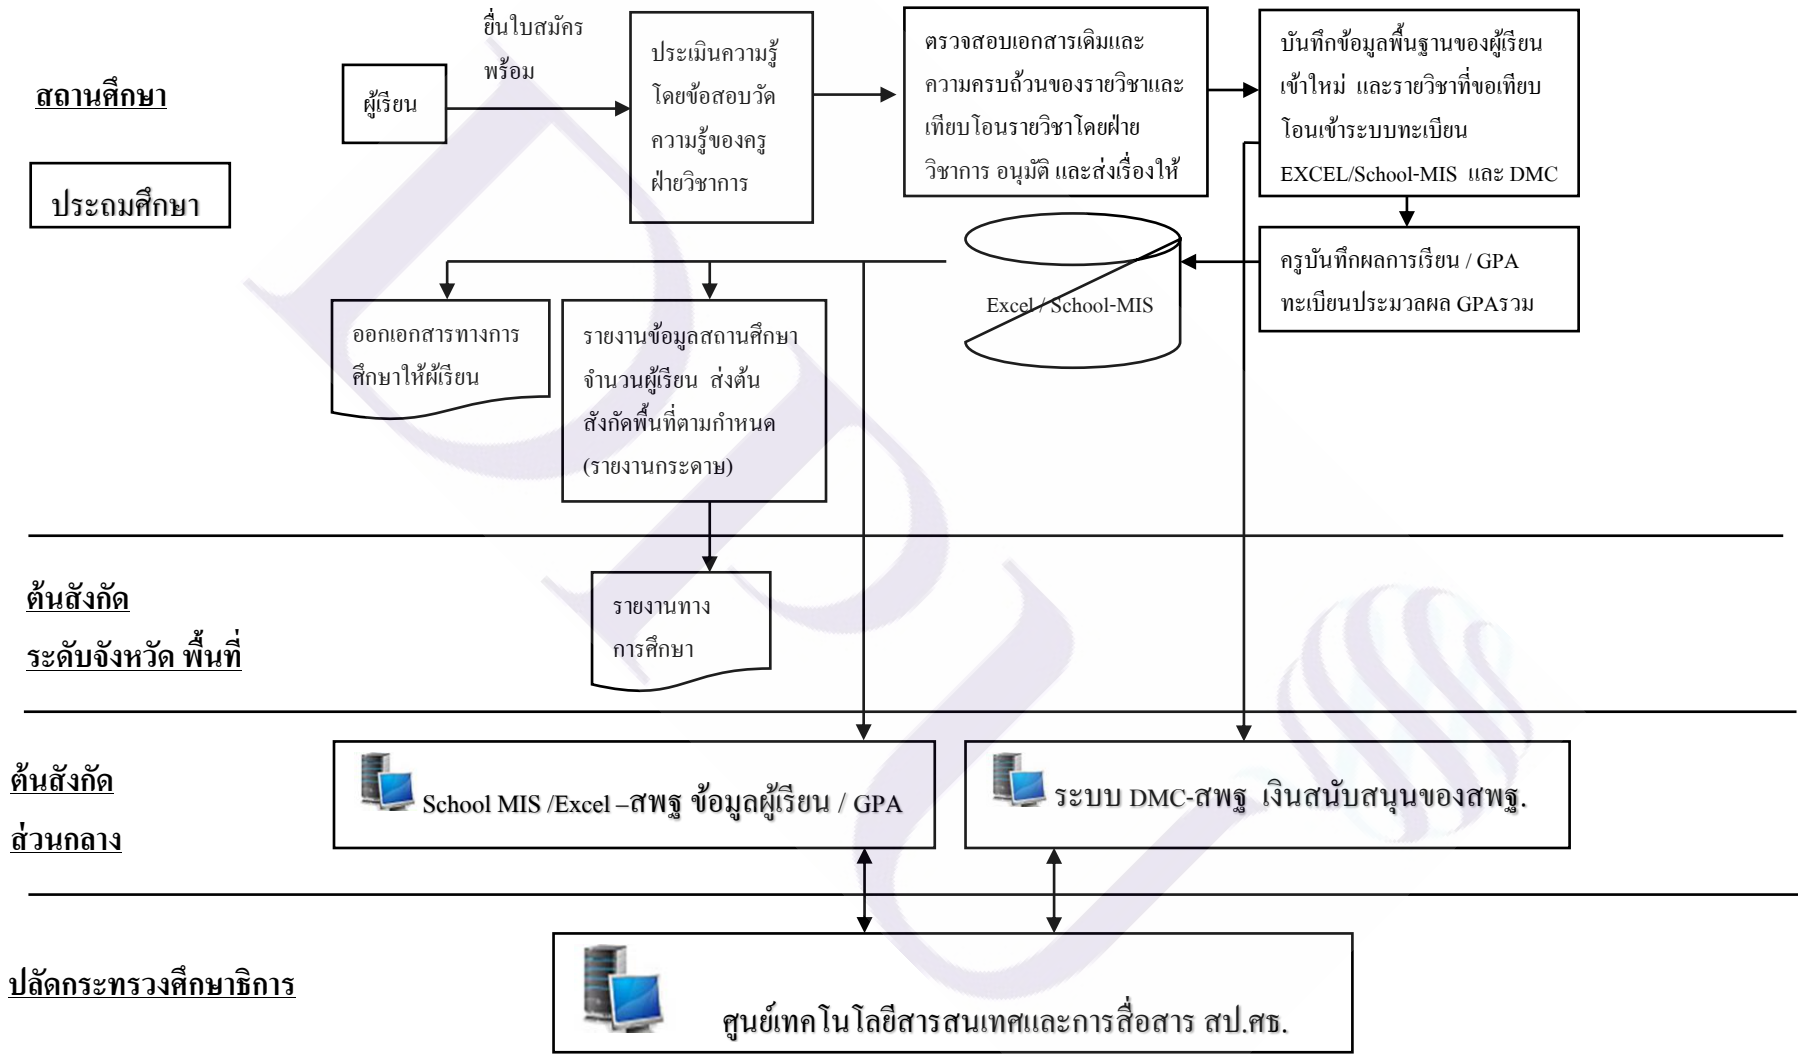 สถานศึกษา
ประถมศึกษา
ผู้เรียน
ยื่นใบสมัคร
พร้อม
ประเมินความรู้
โดยข้อสอบวัด
ความรู้ของครู
ฝ่ายวิชาการ
ตรวจสอบเอกสารเดิมและ
ความครบถ้วนของรายวิชาและ
เทียบโอนรายวิชาโดยฝ่าย
วิชาการ อนุมัติ และส่งเรื่องให้
บันทึกข้อมูลพื้นฐานของผู้เรียน
เข้าใหม่ และรายวิชาที่ขอเทียบ
โอนเข้าระบบทะเบียน
EXCEL/School-MIS และ DMC
ครูบันทึกผลการเรียน / GPA
ทะเบียนประมวลผล GPAรวม
Excel / School-MIS
ออกเอกสารทางการ
ศึกษาให้ผู้เรียน
รายงานข้อมูลสถานศึกษา
จำนวนผู้เรียน ส่งต้น
สังกัดพื้นที่ตามกำหนด
(รายงานกระดาษ)
ต้นสังกัด
ระดับจังหวัด พื้นที่
รายงานทาง
การศึกษา
ต้นสังกัด
ส่วนกลาง
School MIS /Excel –สพฐ ข้อมูลผู้เรียน / GPA
ระบบ DMC-สพฐ เงินสนับสนุนของสพฐ.
ปลัดกระทรวงศึกษาธิการ
ศูนย์เทคโนโลยีสารสนเทศและการสื่อสาร สป.ศธ.
DPU